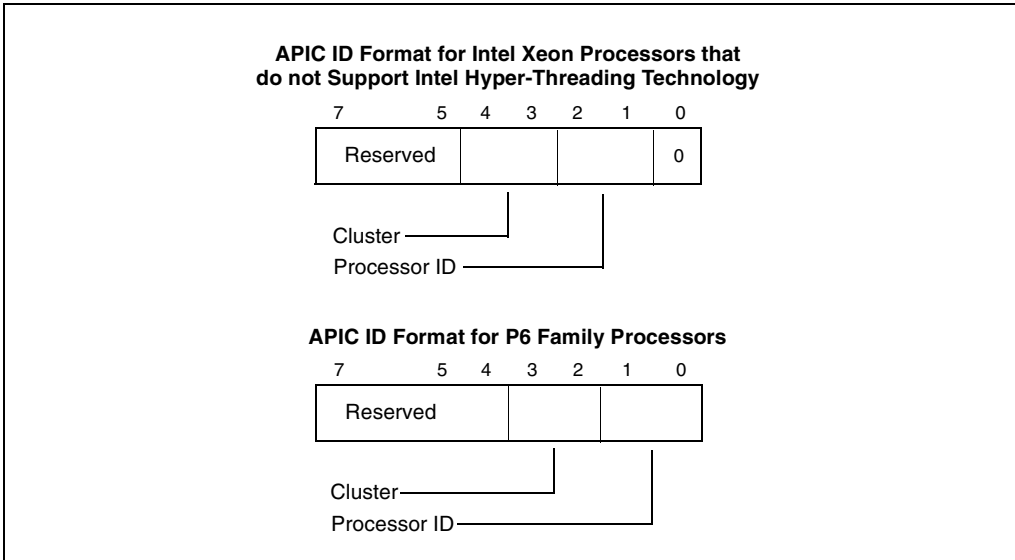 APIC ID Format for Intel Xeon Processors that
do not Support Intel Hyper-Threading Technology
7 5 4 3 2 1 0
Reserved 0
Cluster
Processor ID
APIC ID Format for P6 Family Processors
7 5 4 3 2 1 0
Reserved
Cluster
Processor ID